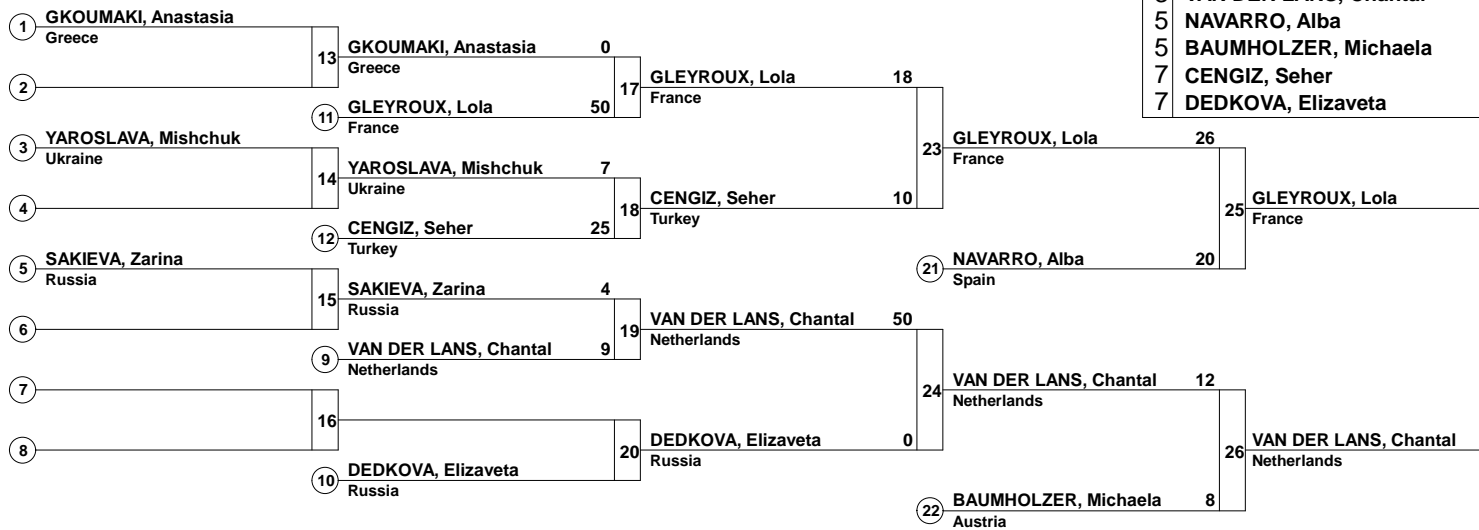 1 GKOUMAKI, Anastasia
Greece
2
13 GKOUMAKI, Anastasia 0
Greece
11 GLEYROUX, Lola 50
France
3 YAROSLAVA, Mishchuk
Ukraine
4
14 YAROSLAVA, Mishchuk 7
Ukraine
12 CENGIZ, Seher 25
Turkey
5 SAKIEVA, Zarina
Russia
6
15 SAKIEVA, Zarina 4
Russia
9 VAN DER LANS, Chantal 9
Netherlands
7
8
16
10 DEDKOVA, Elizaveta
Russia
17 GLEYROUX, Lola 18
France
18 CENGIZ, Seher 10
Turkey
19 VAN DER LANS, Chantal 50
Netherlands
20 DEDKOVA, Elizaveta 0
Russia
23 GLEYROUX, Lola 26
France
21 NAVARRO, Alba 20
Spain
24 VAN DER LANS, Chantal 12
Netherlands
22 BAUMHOLZER, Michaela 8
Austria
25 GLEYROUX, Lola
France
26 VAN DER LANS, Chantal
Netherlands
VAN DER LANS, Chantal
5 NAVARRO, Alba
5 BAUMHOLZER, Michaela
7 CENGIZ, Seher
7 DEDKOVA, Elizaveta